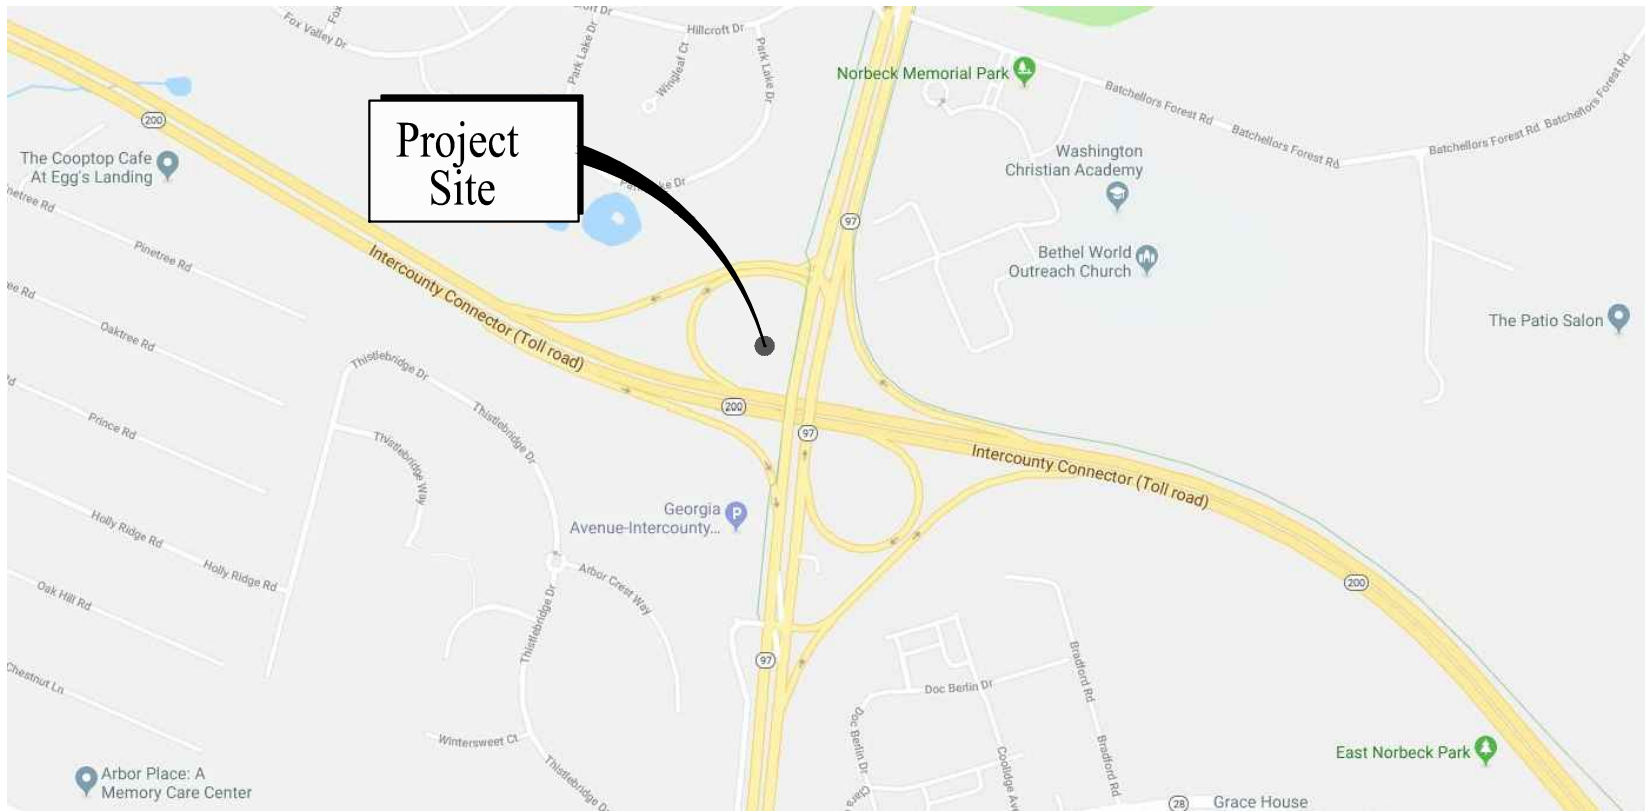 Fox Valley Dr
Fox
Park Lake Dr
Wingleaf Ct
Hillcroft Dr
Park Lake Dr
Norbeck Memorial Park
Batchellors Forest Rd
Batchellors Forest Rd
Batchellors Forest Rd
Batchellors Forest Rd
200
Project
Site
The Cooptop Cafe
At Egg's Landing
Washington
Christian Academy
97
Bethel World
Outreach Church
Pinetree Rd
Intercounty Connector (Toll road)
The Patio Salon
Oaktree Rd
Thistlebridge Dr
200
97
Prince Rd
Thistlebridge Dr
Thistlebridge Way
Intercounty Connector (Toll road)
Georgia
Avenue-Intercounty...
P
Holly Ridge Rd
Holly Ridge Rd
Arbor Crest Way
200
Oak Hill Rd
Thistlebridge Dr
97
Bradford Rd
Chestnut Ln
Doc Berlin Dr
Doc Berlin Dr
Wintersweet Ct
Bradford Rd
Coolidge Av
East Norbeck Park
Thistlebridge D
Arbor Place: A
Memory Care Center
28
Grace House